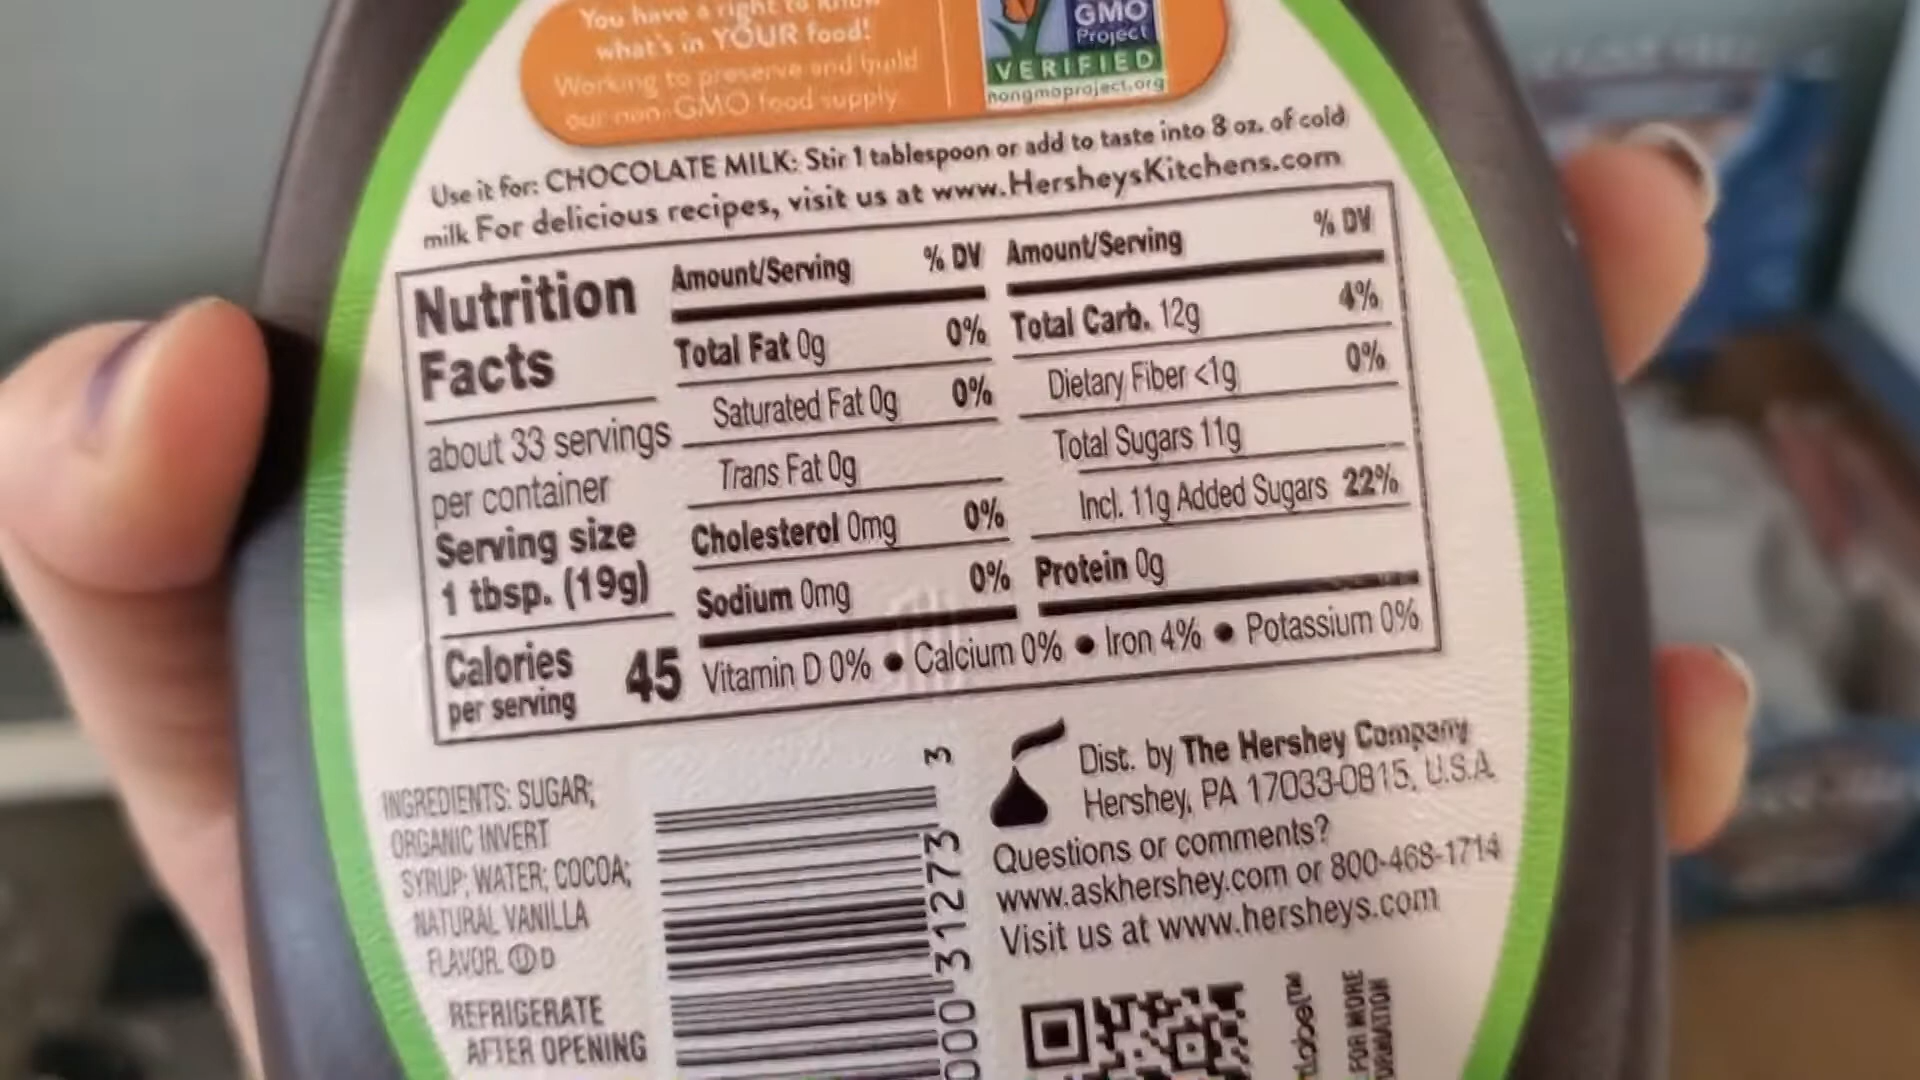 You have a right to know
what's in YOUR food!
Working to preserve and build
our non-GMO food supply
GMO
Project
VERIFIED
nongmoproject.org
Use it for: CHOCOLATE MILK: Stir 1 tablespoon or add to taste into 8 oz. of cold
milk For delicious recipes, visit us at www.HersheysKitchens.com
Nutrition
Facts
about 33 servings
per container
Serving size
1 tbsp. (19g)
Calories 45
per serving
Amount/Serving % DV
Total Fat 0g 0%
Saturated Fat 0g 0%
Trans Fat 0g
Cholesterol 0mg 0%
Sodium 0mg 0%
Amount/Serving % DV
Total Carb. 12g 4%
Dietary Fiber <1g 0%
Total Sugars 11g
Incl. 11g Added Sugars 22%
Protein 0g
Vitamin D 0% • Calcium 0% • Iron 4% • Potassium 0%
INGREDIENTS: SUGAR;
ORGANIC INVERT
SYRUP; WATER; COCOA;
NATURAL VANILLA
FLAVOR. Ⓤ D
REFRIGERATE
AFTER OPENING
000 31273 3
Dist. by The Hershey Company
Hershey, PA 17033-0815, U.S.A.
Questions or comments?
www.askhershey.com or 800-468-1714
Visit us at www.hersheys.com
FOR MORE